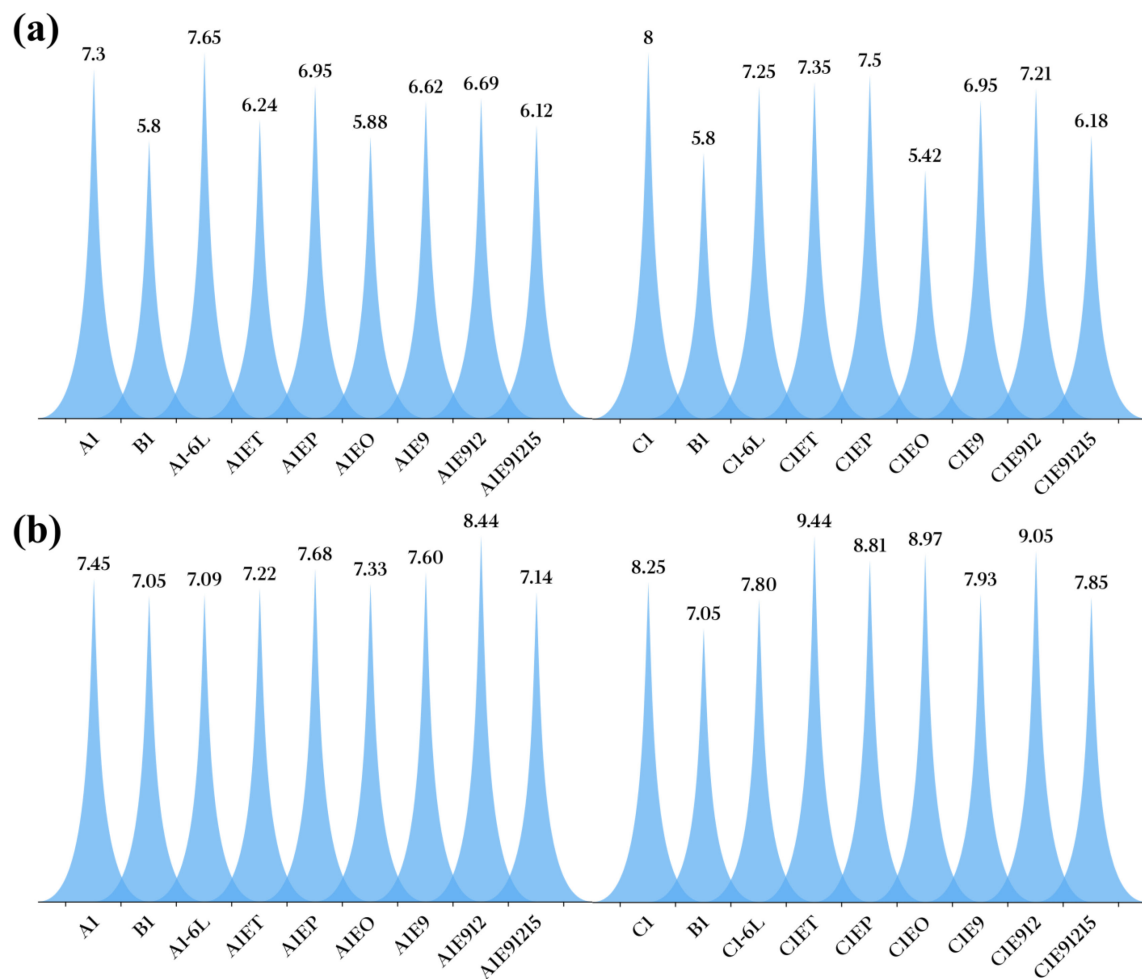 (a)
7.3 5.8 7.65 6.24 6.95 5.88 6.62 6.69 6.12
A1 B1 A1-6L A1ET A1EP A1EO A1E9 A1E912 A1E91215
8 5.8 7.25 7.35 7.5 5.42 6.95 7.21 6.18
C1 B1 C1-6L C1ET C1EP C1EO C1E9 C1E912 C1E91215
(b)
7.45 7.05 7.09 7.22 7.68 7.33 7.60 8.44 7.14
A1 B1 A1-6L A1ET A1EP A1EO A1E9 A1E912 A1E91215
8.25 7.05 7.80 9.44 8.81 8.97 7.93 9.05 7.85
C1 B1 C1-6L C1ET C1EP C1EO C1E9 C1E912 C1E91215